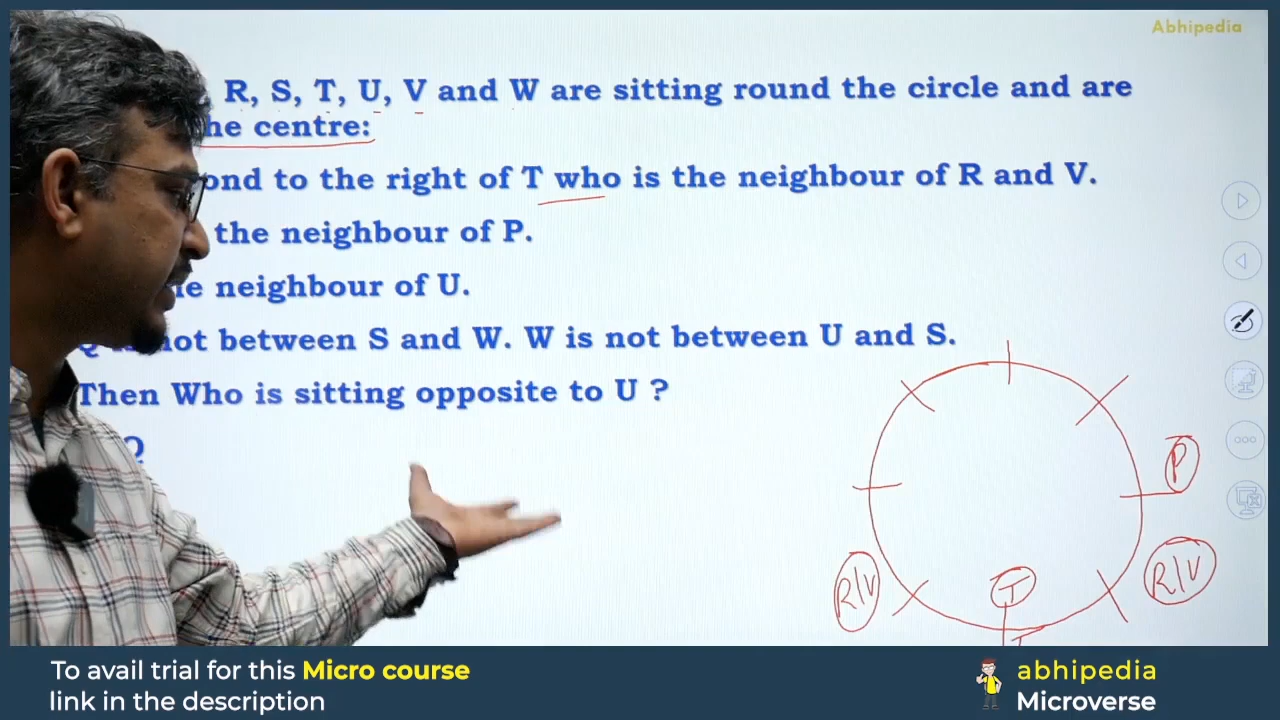 Abhipedia
R, S, T, U, V and W are sitting round the circle and are
he centre:
ond to the right of T who is the neighbour of R and V.
the neighbour of P.
e neighbour of U.
Q is not between S and W. W is not between U and S.
Then Who is sitting opposite to U ?
Q
P
R/V
T
R/V
T
To avail trial for this Micro course
link in the description
abhipedia
Microverse